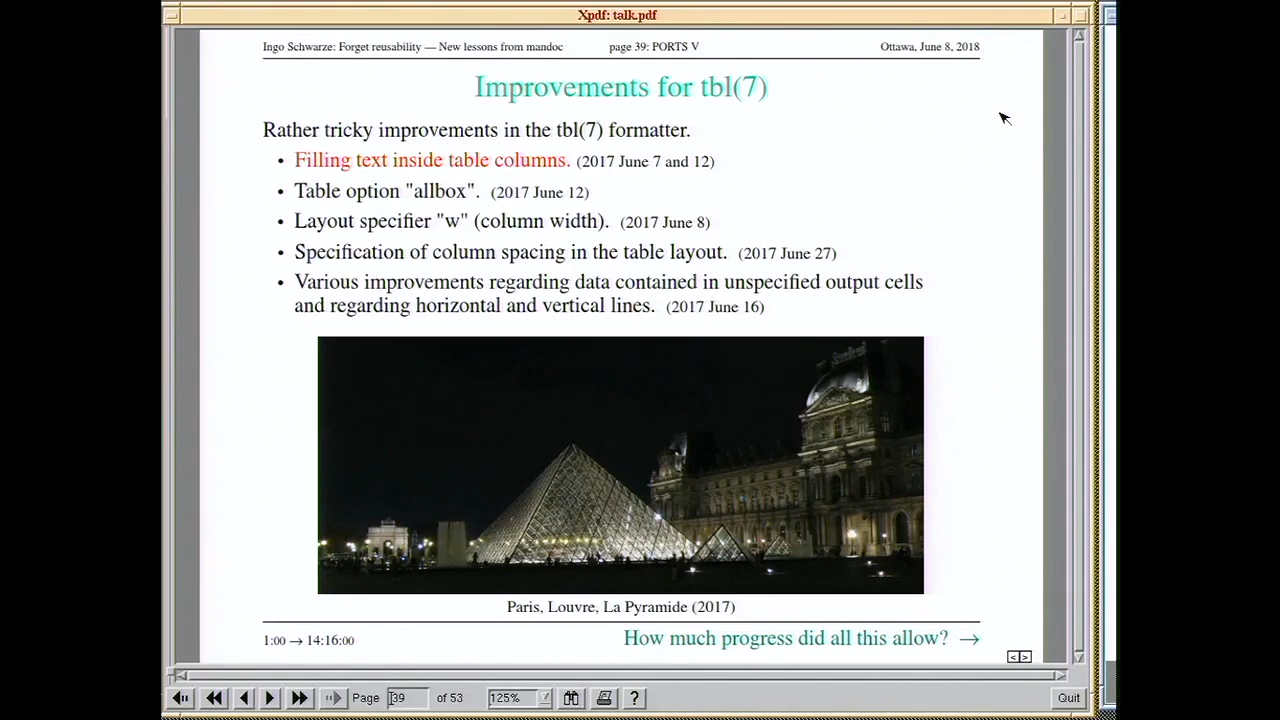 Xpdf: talk.pdf
Ingo Schwarze: Forget reusability — New lessons from mandoc page 39: PORTS V Ottawa, June 8, 2018
Improvements for tbl(7)
Rather tricky improvements in the tbl(7) formatter.
• Filling text inside table columns. (2017 June 7 and 12)
• Table option "allbox". (2017 June 12)
• Layout specifier "w" (column width). (2017 June 8)
• Specification of column spacing in the table layout. (2017 June 27)
• Various improvements regarding data contained in unspecified output cells
and regarding horizontal and vertical lines. (2017 June 16)
Paris, Louvre, La Pyramide (2017)
1:00 → 14:16:00 How much progress did all this allow? →
Page 39 of 53 125% ? Quit